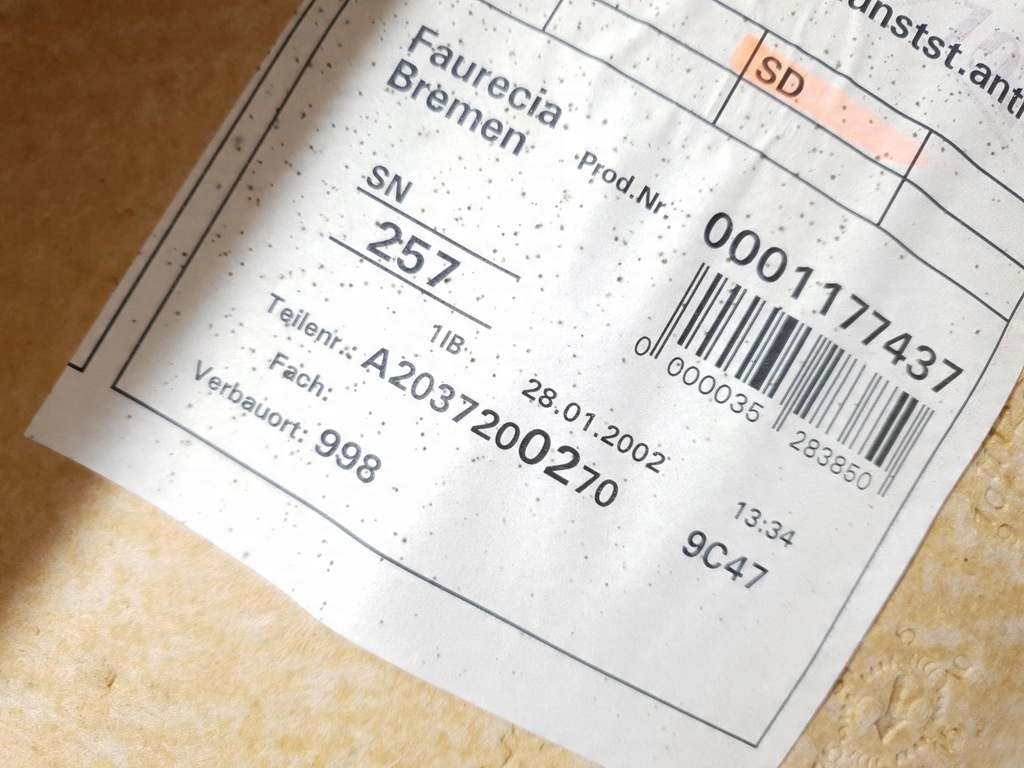 unstst.ant
SD
Faurecia
Bremen
Prod.Nr.:
0001177437
SN
257
0 000035 283850
1IB
28.01.2002
Teilenr.: A2037200270
Fach:
13:34
Verbauort: 998
9C47